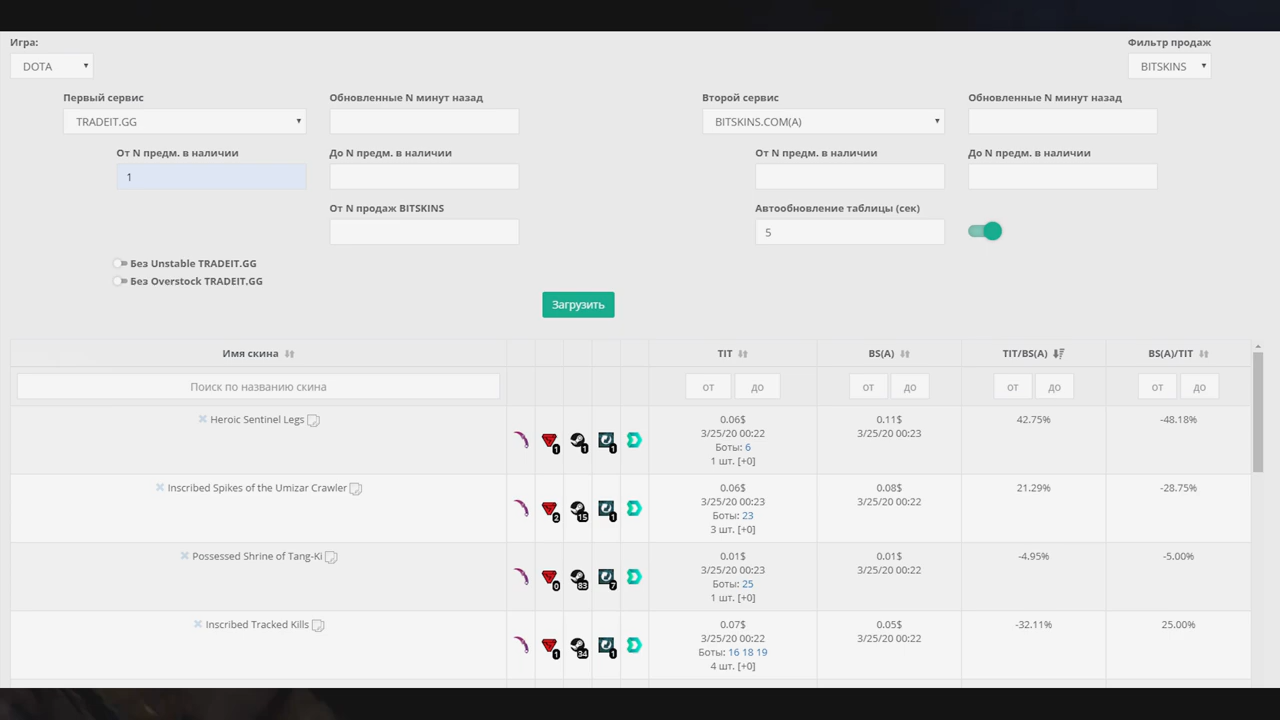 Игра:
Фильтр продаж
DOTA
BITSKINS
Первый сервис
Обновленные N минут назад
Второй сервис
Обновленные N минут назад
TRADEIT.GG
BITSKINS.COM(A)
От N предм. в наличии
До N предм. в наличии
От N предм. в наличии
До N предм. в наличии
1
От N продаж BITSKINS
Автообновление таблицы (сек)
5
Без Unstable TRADEIT.GG
Без Overstock TRADEIT.GG
Загрузить
Имя скина
TIT
BS(A)
TIT/BS(A)
BS(A)/TIT
Поиск по названию скина
от
до
от
до
от
до
от
до
Heroic Sentinel Legs
1
1
1
0.06$
3/25/20 00:22
Боты: 6
1 шт. [+0]
0.11$
3/25/20 00:23
42.75%
-48.18%
Inscribed Spikes of the Umizar Crawler
2
15
1
0.06$
3/25/20 00:23
Боты: 23
3 шт. [+0]
0.08$
3/25/20 00:22
21.29%
-28.75%
Possessed Shrine of Tang-Ki
0
83
7
0.01$
3/25/20 00:23
Боты: 25
1 шт. [+0]
0.01$
3/25/20 00:22
-4.95%
-5.00%
Inscribed Tracked Kills
1
34
1
0.07$
3/25/20 00:22
Боты: 16 18 19
4 шт. [+0]
0.05$
3/25/20 00:22
-32.11%
25.00%